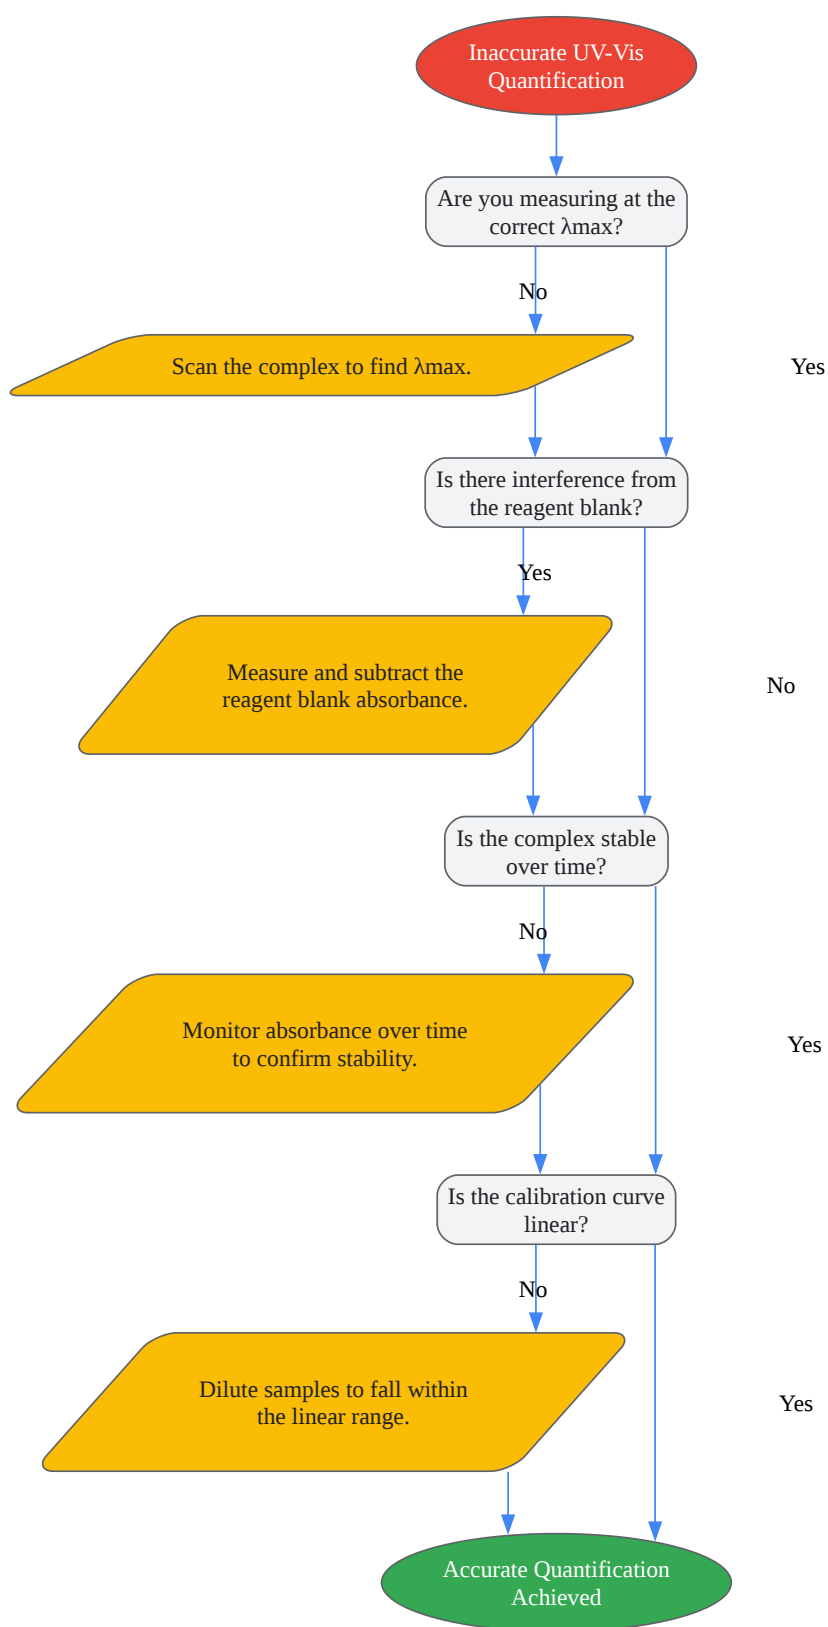 Inaccurate UV-Vis
Quantification
Are you measuring at the
correct λmax?
No
Scan the complex to find λmax.
Yes
Is there interference from
the reagent blank?
Yes
Measure and subtract the
reagent blank absorbance.
No
Is the complex stable
over time?
No
Monitor absorbance over time
to confirm stability.
Yes
Is the calibration curve
linear?
No
Dilute samples to fall within
the linear range.
Yes
Accurate Quantification
Achieved